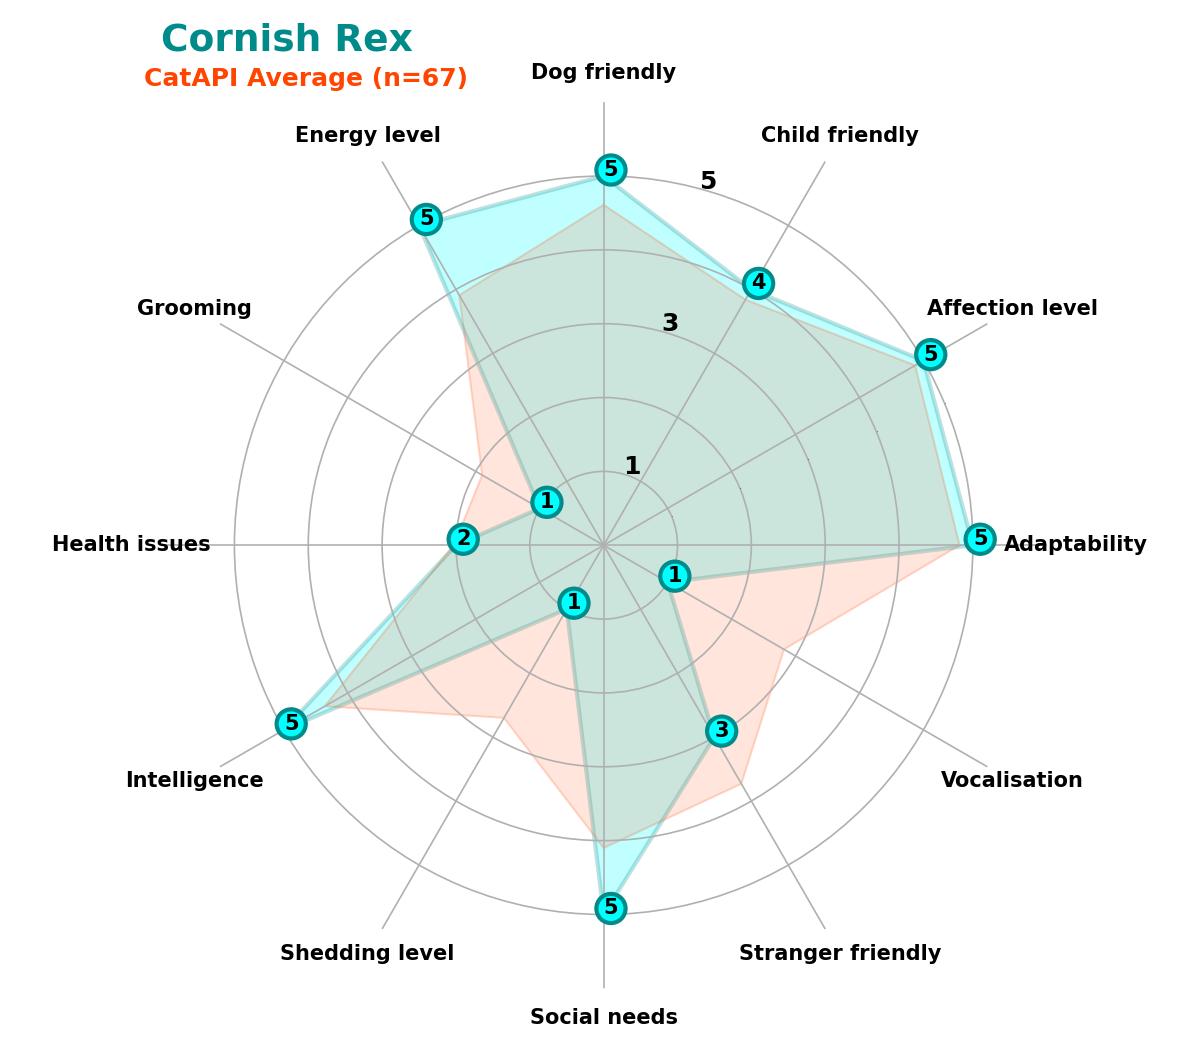 Cornish Rex
CatAPI Average (n=67)
Dog friendly
Energy level
Child friendly
5
5
5
4
Grooming
Affection level
3
5
1
1
Health issues
2
5
Adaptability
1
1
5
3
Intelligence
Vocalisation
5
Shedding level
Stranger friendly
Social needs